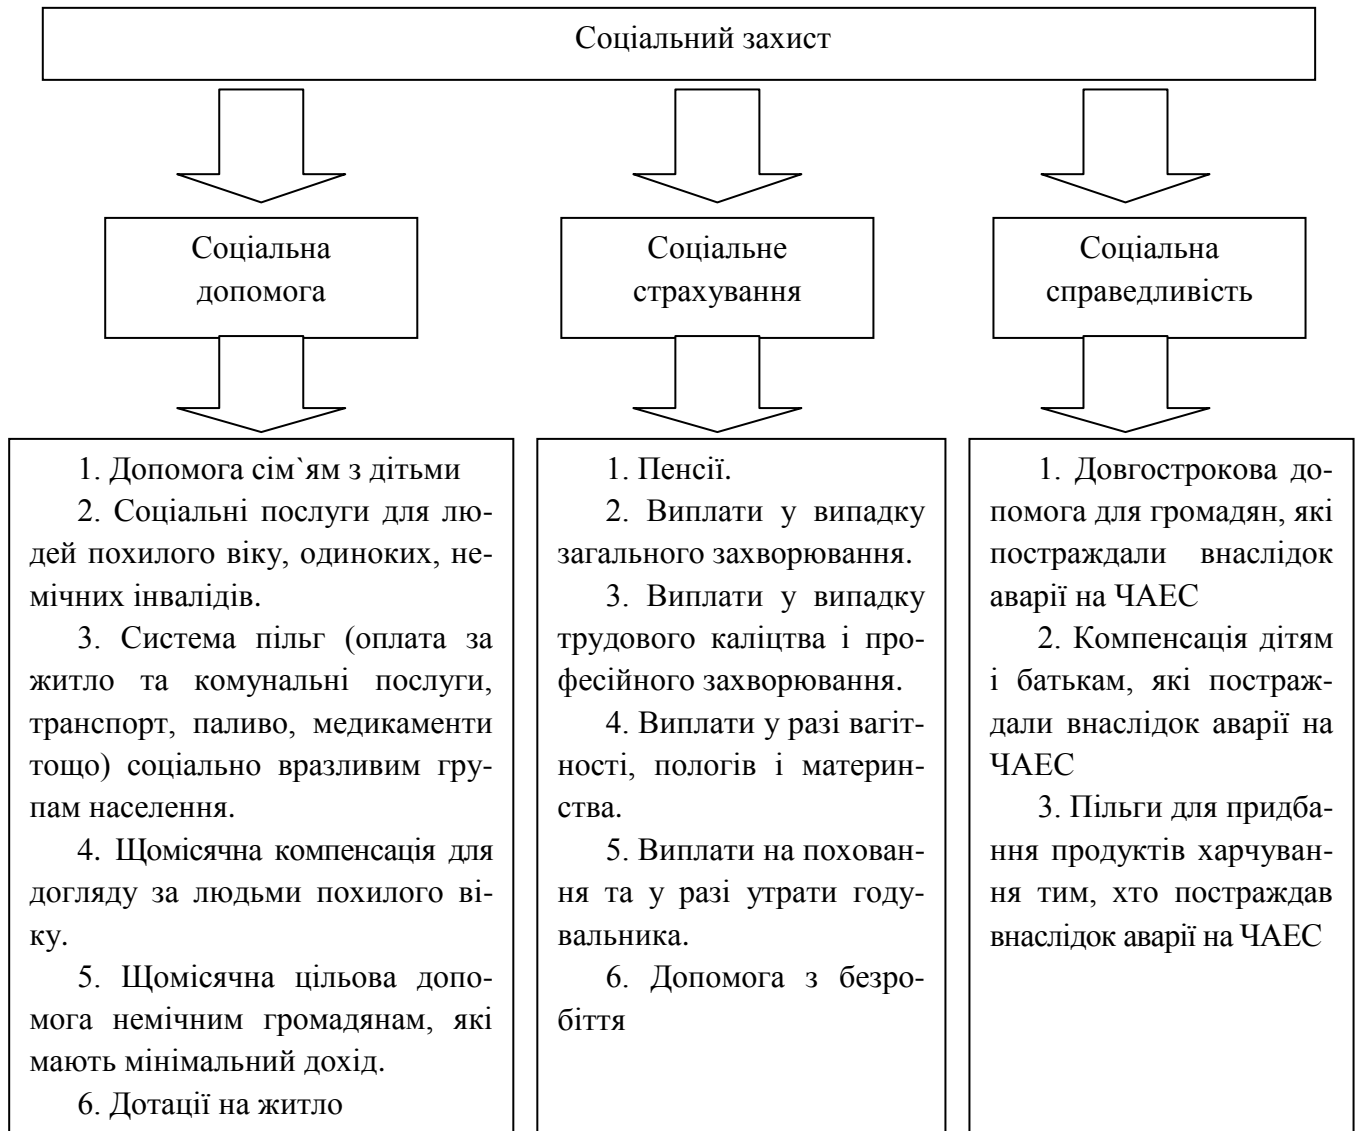 Соціальний захист
Соціальна
допомога
Соціальне
страхування
Соціальна
справедливість
1. Допомога сім`ям з дітьми
2. Соціальні послуги для лю-
дей похилого віку, одиноких, не-
мічних інвалідів.
3. Система пільг (оплата за
житло та комунальні послуги,
транспорт, паливо, медикаменти
тощо) соціально вразливим гру-
пам населення.
4. Щомісячна компенсація для
догляду за людьми похилого ві-
ку.
5. Щомісячна цільова допо-
мога немічним громадянам, які
мають мінімальний дохід.
6. Дотації на житло
1. Пенсії.
2. Виплати у випадку
загального захворювання.
3. Виплати у випадку
трудового каліцтва і про-
фесійного захворювання.
4. Виплати у разі вагіт-
ності, пологів і материн-
ства.
5. Виплати на похован-
ня та у разі утрати году-
вальника.
6. Допомога з безро-
біття
1. Довгострокова до-
помога для громадян, які
постраждали внаслідок
аварії на ЧАЕС
2. Компенсація дітям
і батькам, які постраж-
дали внаслідок аварії на
ЧАЕС
3. Пільги для придба-
ння продуктів харчуван-
ня тим, хто постраждав
внаслідок аварії на ЧАЕС